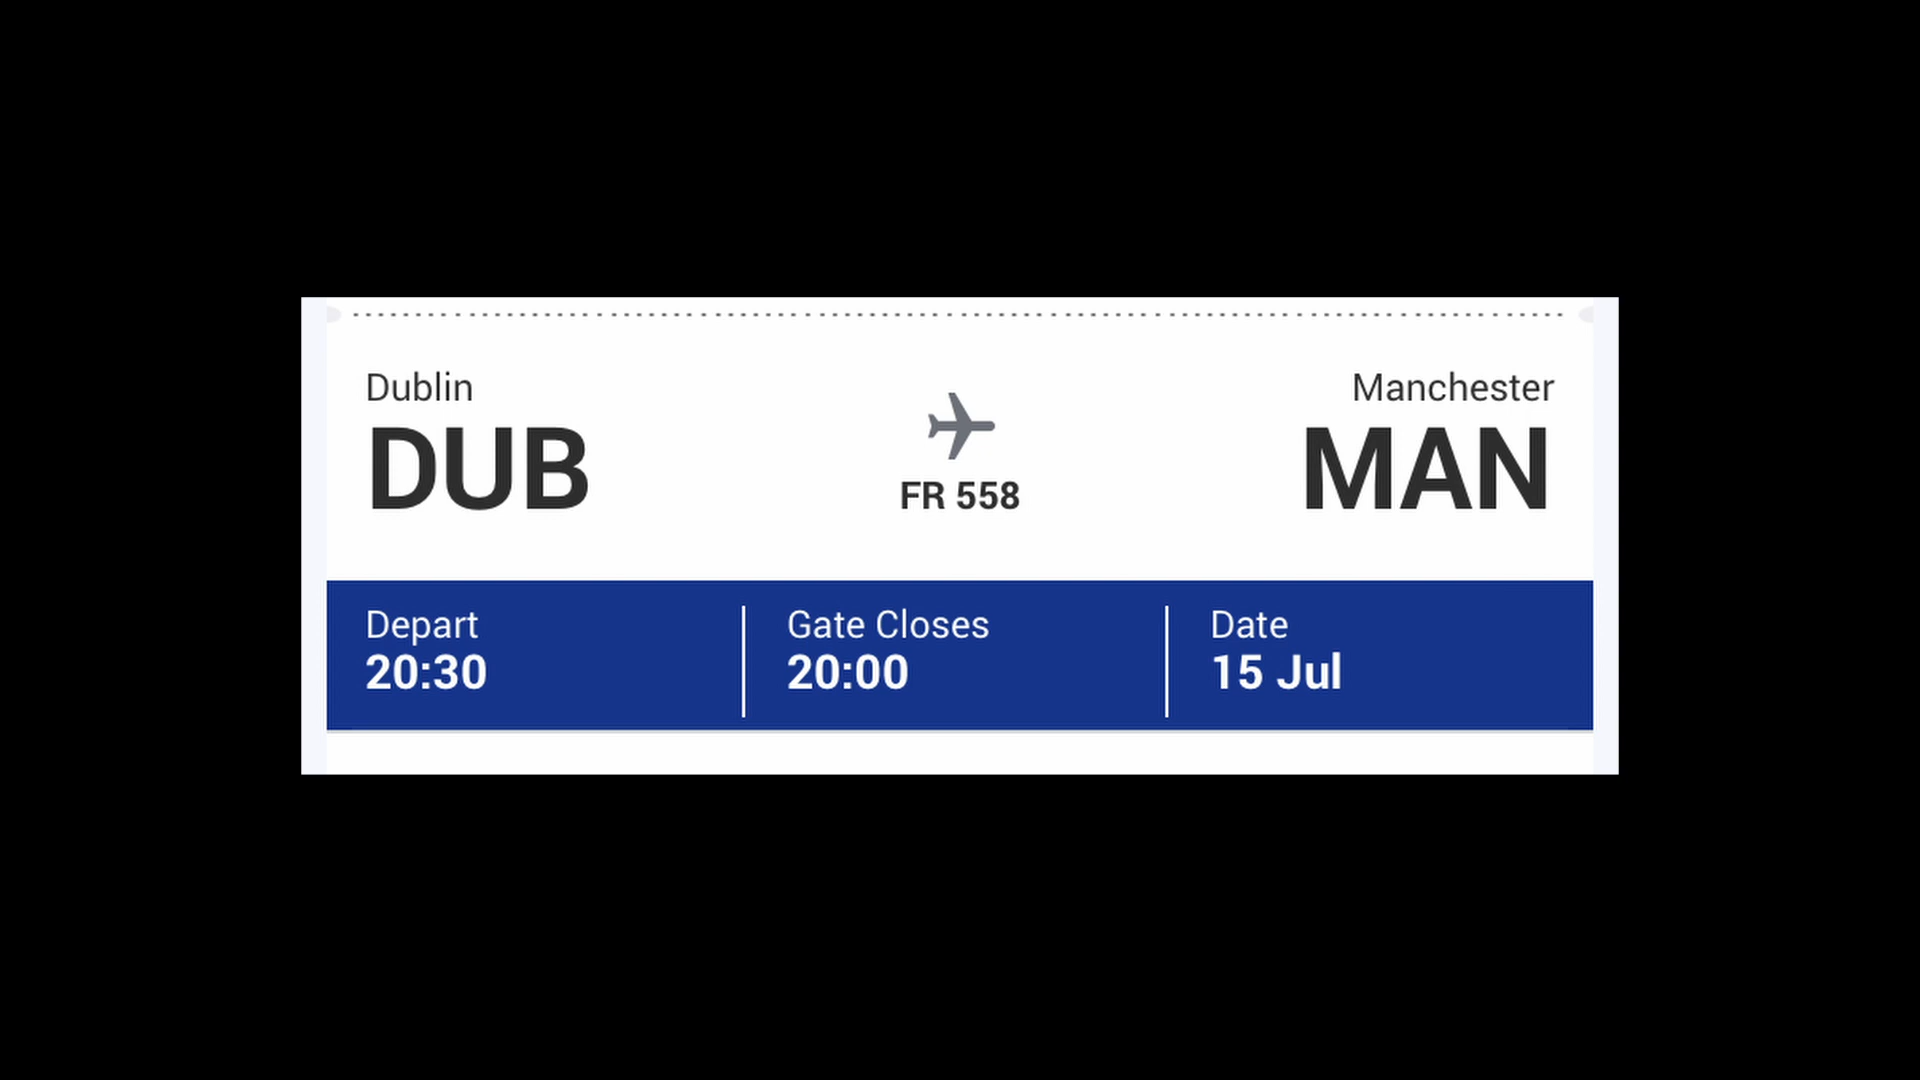 Dublin
Manchester
DUB
MAN
FR 558
Depart
Gate Closes
Date
20:30
20:00
15 Jul